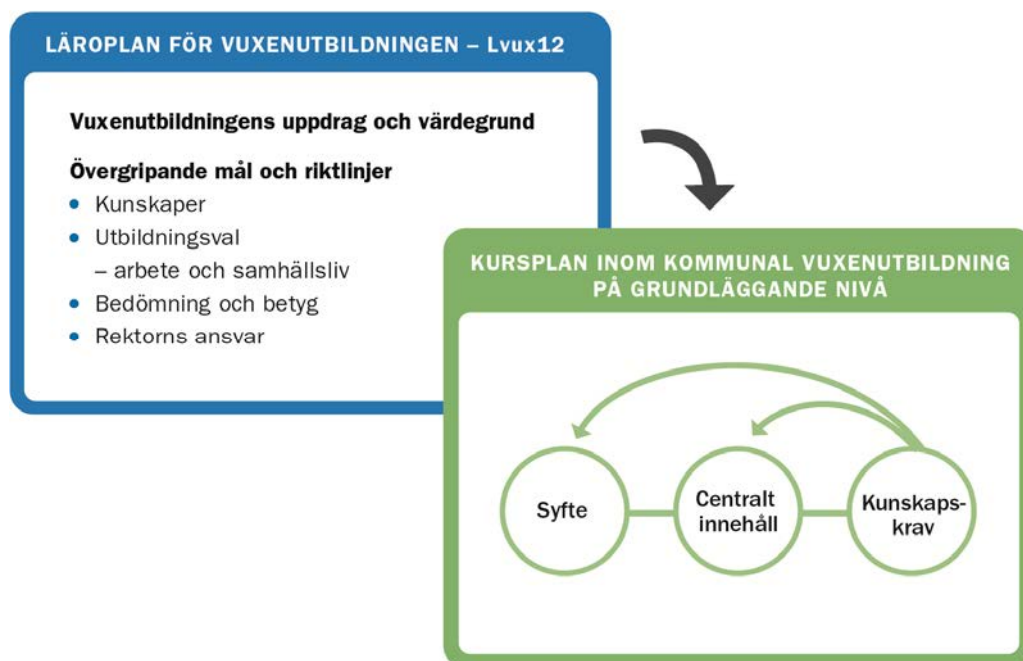 LÄROPLAN FÖR VUXENUTBILDNINGEN – Lvux12
Vuxenutbildningens uppdrag och värdegrund
Övergripande mål och riktlinjer
• Kunskaper
• Utbildningsval
– arbete och samhällsliv
• Bedömning och betyg
• Rektorns ansvar
KURSPLAN INOM KOMMUNAL VUXENUTBILDNING
PÅ GRUNDLÄGGANDE NIVÅ
Syfte
Centralt
innehåll
Kunskaps-
krav